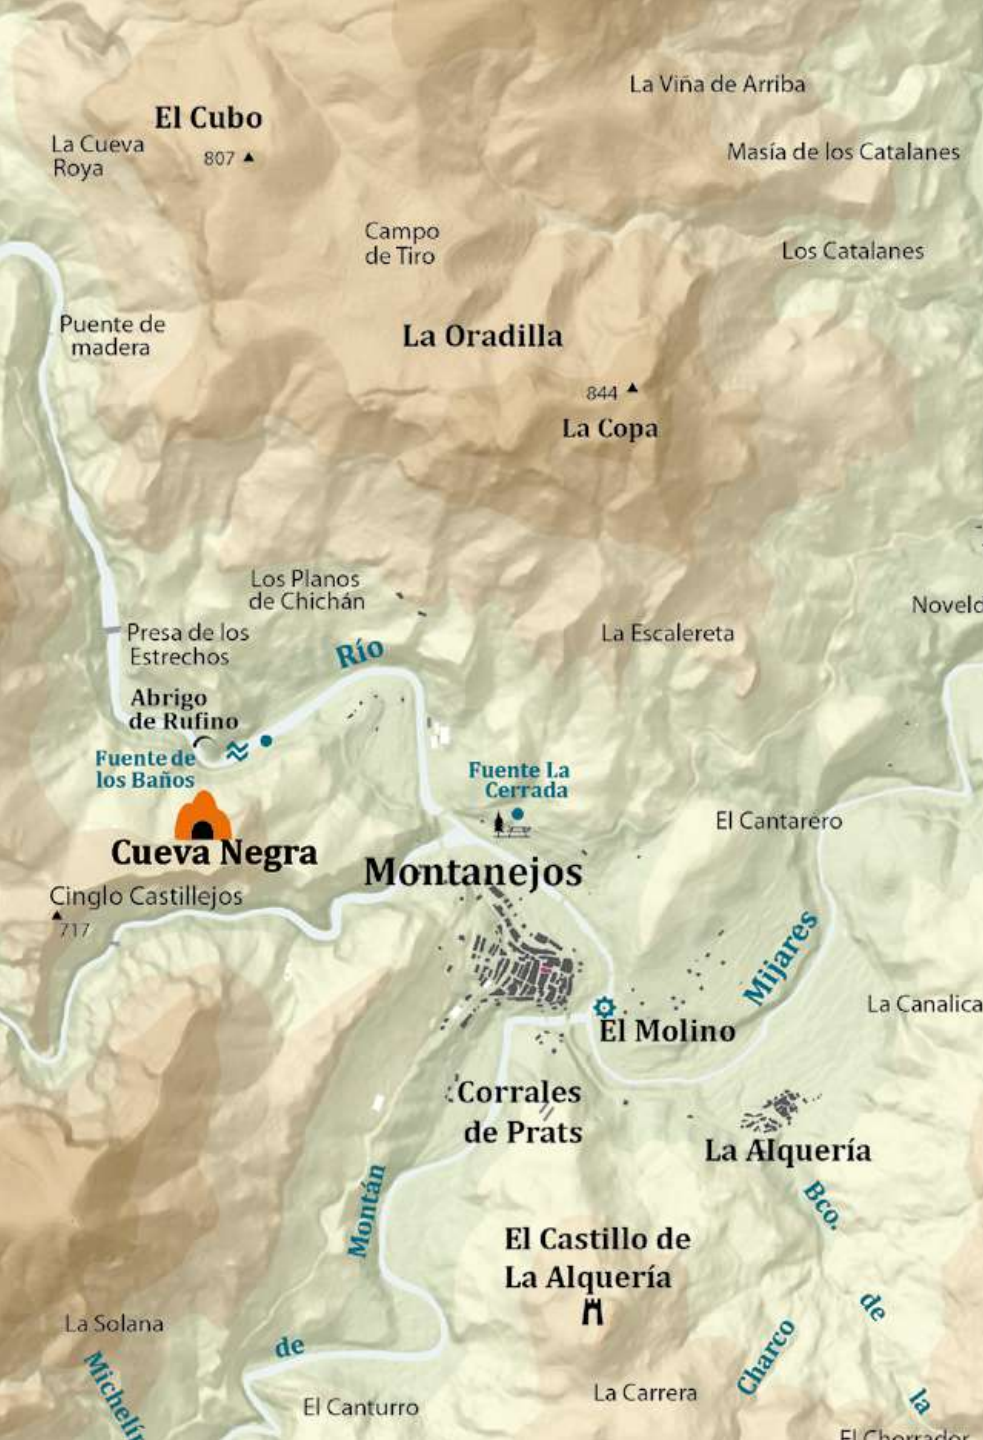 La Viña de Arriba
El Cubo
La Cueva
Roya
807
Masía de los Catalanes
Campo
de Tiro
Los Catalanes
Puente de
madera
La Oradilla
844
La Copa
Los Planos
de Chichán
Presa de los
Estrechos
Río
La Escalereta
Abrigo
de Rufino
Fuente de
los Baños
Fuente La
Cerrada
El Cantarero
Cueva Negra
Montanejos
Cinglo Castillejos
717
Mijares
La Canalica
El Molino
Corrales
de Prats
La Alquería
Montán
Bco.
El Castillo de
La Alquería
de
La Solana
de
Charco
Michelín
La Carrera
la
El Canturro